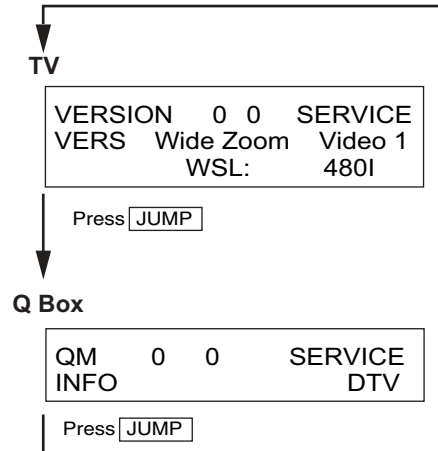 TV
VERSION 0 0 SERVICE
VERS Wide Zoom Video 1
WSL: 480I
Press JUMP
Q Box
QM 0 0 SERVICE
INFO DTV
Press JUMP